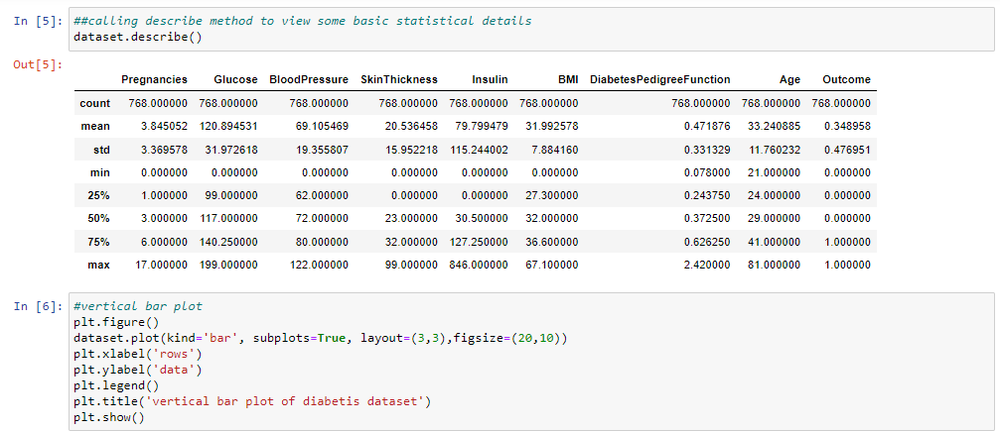 In [5]: ##calling describe method to view some basic statistical details
dataset.describe()
Out[5]:
Pregnancies Glucose BloodPressure SkinThickness Insulin BMI DiabetesPedigreeFunction Age Outcome
count 768.000000 768.000000 768.000000 768.000000 768.000000 768.000000 768.000000 768.000000 768.000000
mean 3.845052 120.894531 69.105469 20.536458 79.799479 31.992578 0.471876 33.240885 0.348958
std 3.369578 31.972618 19.355807 15.952218 115.244002 7.884160 0.331329 11.760232 0.476951
min 0.000000 0.000000 0.000000 0.000000 0.000000 0.000000 0.078000 21.000000 0.000000
25% 1.000000 99.000000 62.000000 0.000000 0.000000 27.300000 0.243750 24.000000 0.000000
50% 3.000000 117.000000 72.000000 23.000000 30.500000 32.000000 0.372500 29.000000 0.000000
75% 6.000000 140.250000 80.000000 32.000000 127.250000 36.600000 0.626250 41.000000 1.000000
max 17.000000 199.000000 122.000000 99.000000 846.000000 67.100000 2.420000 81.000000 1.000000
In [6]: #vertical bar plot
plt.figure()
dataset.plot(kind='bar', subplots=True, layout=(3,3),figsize=(20,10))
plt.xlabel('rows')
plt.ylabel('data')
plt.legend()
plt.title('vertical bar plot of diabetis dataset')
plt.show()